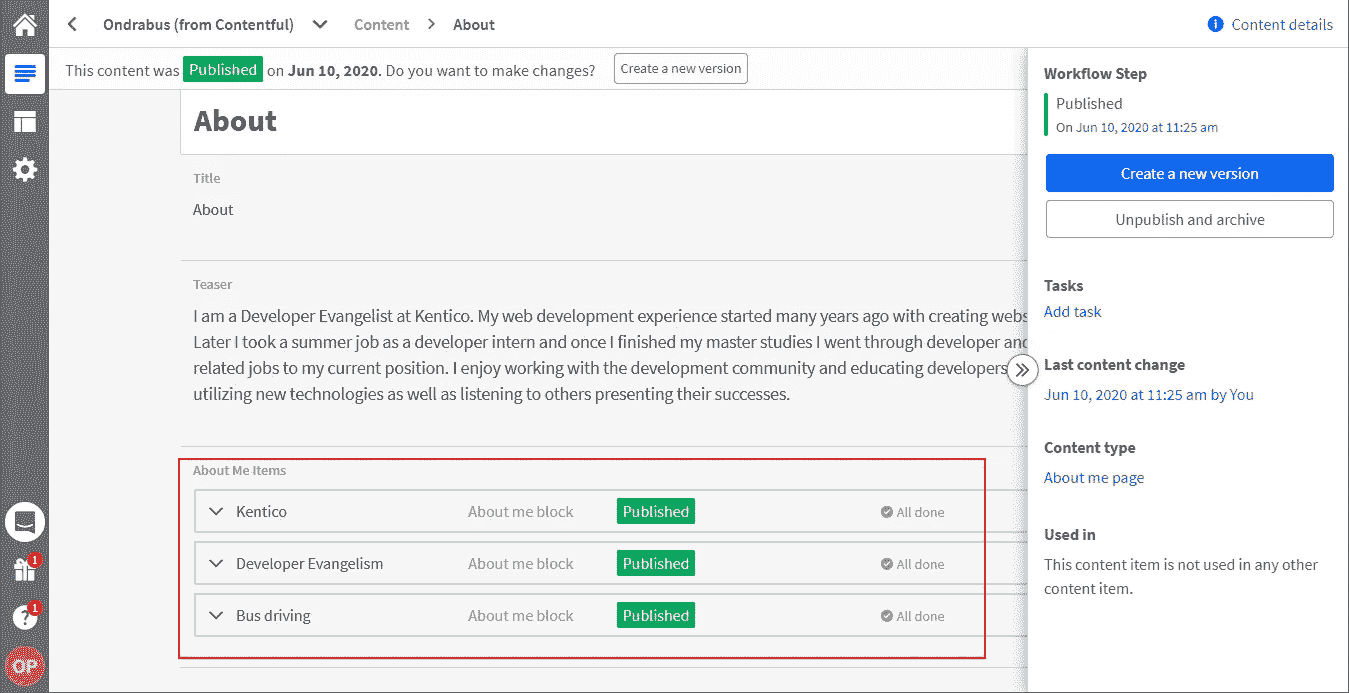 Ondrabus (from Contentful) Content About
Content details
This content was Published on Jun 10, 2020. Do you want to make changes? Create a new version
About
Title
About
Teaser
I am a Developer Evangelist at Kentico. My web development experience started many years ago with creating webs
Later I took a summer job as a developer intern and once I finished my master studies I went through developer and
related jobs to my current position. I enjoy working with the development community and educating developers
utilizing new technologies as well as listening to others presenting their successes.
About Me Items
Kentico About me block Published All done
Developer Evangelism About me block Published All done
Bus driving About me block Published All done
Workflow Step
Published
On Jun 10, 2020 at 11:25 am
Create a new version
Unpublish and archive
Tasks
Add task
Last content change
Jun 10, 2020 at 11:25 am by You
Content type
About me page
Used in
This content item is not used in any other
content item.
1
1
?
OP